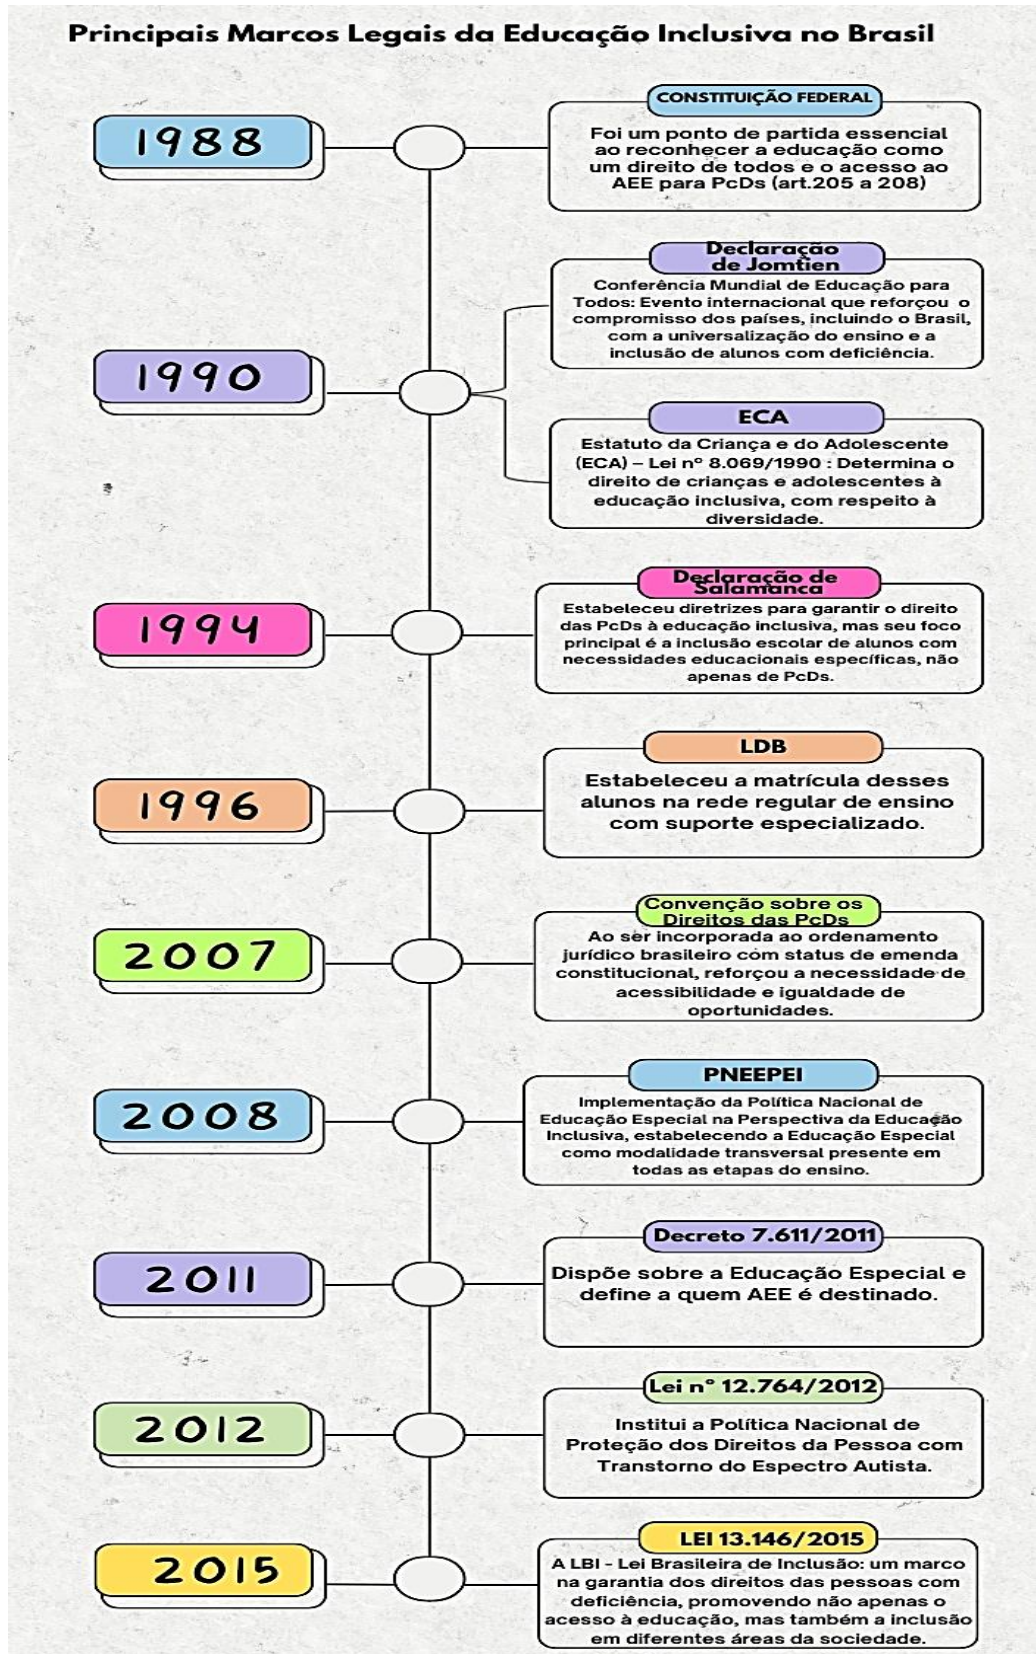 Principais Marcos Legais da Educação Inclusiva no Brasil
1988
CONSTITUIÇÃO FEDERAL
Foi um ponto de partida essencial
ao reconhecer a educação como
um direito de todos e o acesso ao
AEE para PcDs (art.205 a 208)
1990
Declaração
de Jomtien
Conferência Mundial de Educação para
Todos: Evento internacional que reforçou o
compromisso dos países, incluindo o Brasil,
com a universalização do ensino e a
inclusão de alunos com deficiência.
ECA
Estatuto da Criança e do Adolescente
(ECA) – Lei nº 8.069/1990 : Determina o
direito de crianças e adolescentes à
educação inclusiva, com respeito à
diversidade.
1994
Declaração de
Salamanca
Estabeleceu diretrizes para garantir o direito
das PcDs à educação inclusiva, mas seu foco
principal é a inclusão escolar de alunos com
necessidades educacionais específicas, não
apenas de PcDs.
1996
LDB
Estabeleceu a matrícula desses
alunos na rede regular de ensino
com suporte especializado.
2007
Convenção sobre os
Direitos das PcDs
Ao ser incorporada ao ordenamento
jurídico brasileiro com status de emenda
constitucional, reforçou a necessidade de
acessibilidade e igualdade de
oportunidades.
2008
PNEEPEI
Implementação da Política Nacional de
Educação Especial na Perspectiva da Educação
Inclusiva, estabelecendo a Educação Especial
como modalidade transversal presente em
todas as etapas do ensino.
2011
Decreto 7.611/2011
Dispõe sobre a Educação Especial e
define a quem AEE é destinado.
2012
Lei nº 12.764/2012
Institui a Política Nacional de
Proteção dos Direitos da Pessoa com
Transtorno do Espectro Autista.
2015
LEI 13.146/2015
A LBI - Lei Brasileira de Inclusão: um marco
na garantia dos direitos das pessoas com
deficiência, promovendo não apenas o
acesso à educação, mas também a inclusão
em diferentes áreas da sociedade.